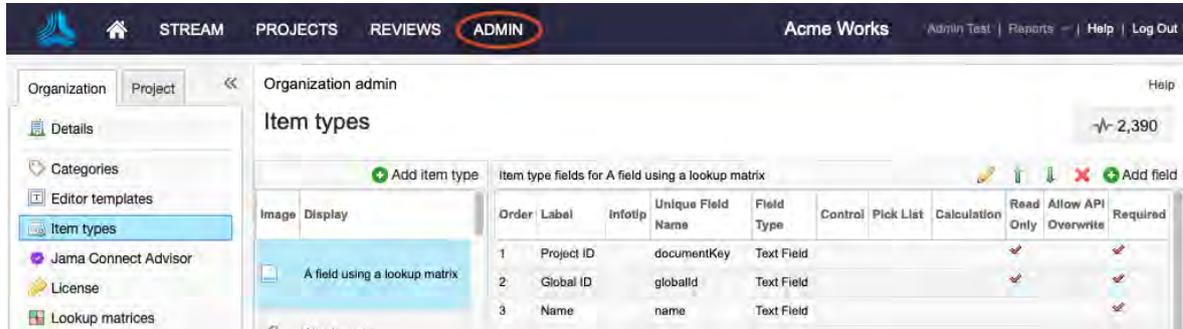 STREAM PROJECTS REVIEWS ADMIN Acme Works Admin Test | Reports | Help | Log Out
Organization Project
Details
Categories
Editor templates
Item types
Jama Connect Advisor
License
Lookup matrices
Organization admin Help
Item types 2,390
Add item type
Image Display
A field using a lookup matrix
Item type fields for A field using a lookup matrix Add field
Order Label Infotip Unique Field Name Field Type Control Pick List Calculation Read Only Allow API Overwrite Required
1 Project ID documentKey Text Field
2 Global ID globalId Text Field
3 Name name Text Field